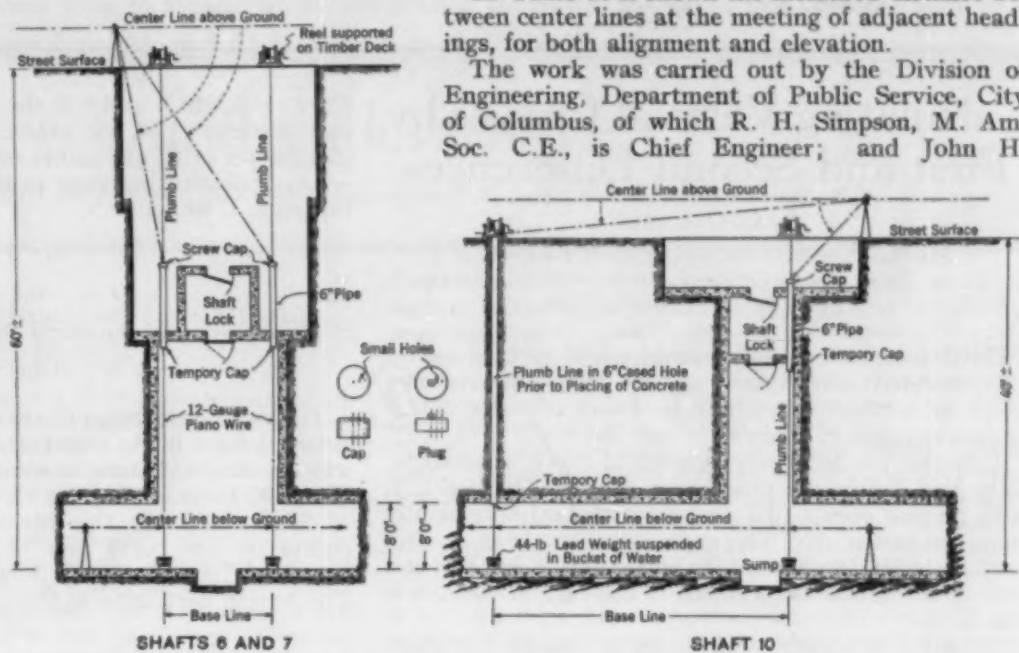 tween center lines at the meeting of adjacent head-
ings, for both alignment and elevation.
The work was carried out by the Division of
Engineering, Department of Public Service, City
of Columbus, of which R. H. Simpson, M. Am.
Soc. C.E., is Chief Engineer; and John H.
Center Line above Ground
Reel supported
on Timber Deck
Street Surface
Plumb Line
Plumb Line
60' ±
Screw Cap
Shaft
Lock
6" Pipe
Tempory Cap
12-Gauge
Piano Wire
Small Holes
Cap
Plug
Center Line below Ground
Base Line
SHAFTS 6 AND 7
Center Line above Ground
Street Surface
Screw
Cap
Shaft
Lock
6" Pipe
Tempory Cap
Plumb Line in 6" Cased Hole
Prior to Placing of Concrete
Plumb Line
Tempory Cap
Center Line below Ground
44-lb Lead Weight suspended
in Bucket of Water
Sump
Base Line
SHAFT 10